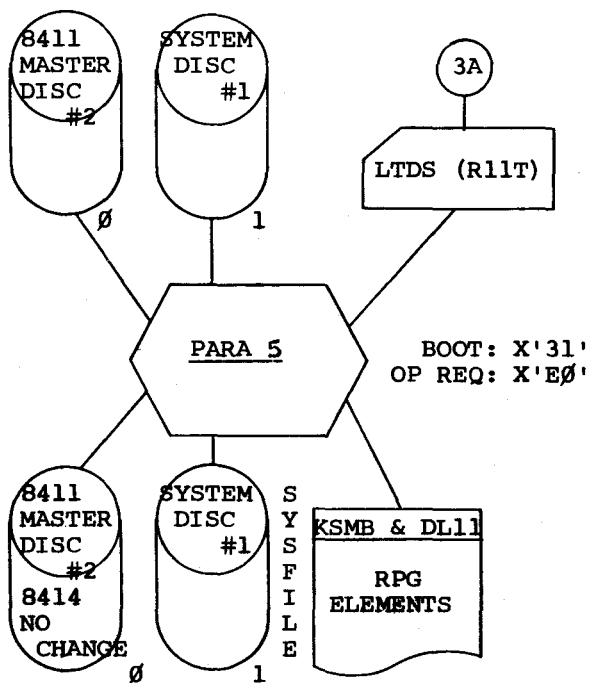 8411
MASTER
DISC
#2
Ø
SYSTEM
DISC
#1
1
3A
LTDS (R11T)
PARA 5
BOOT: X'31'
OP REQ: X'EØ'
8411
MASTER
DISC
#2
8414
NO
CHANGE
Ø
SYSTEM
DISC
#1
1
SYSFILE
KSMB & DL11
RPG
ELEMENTS